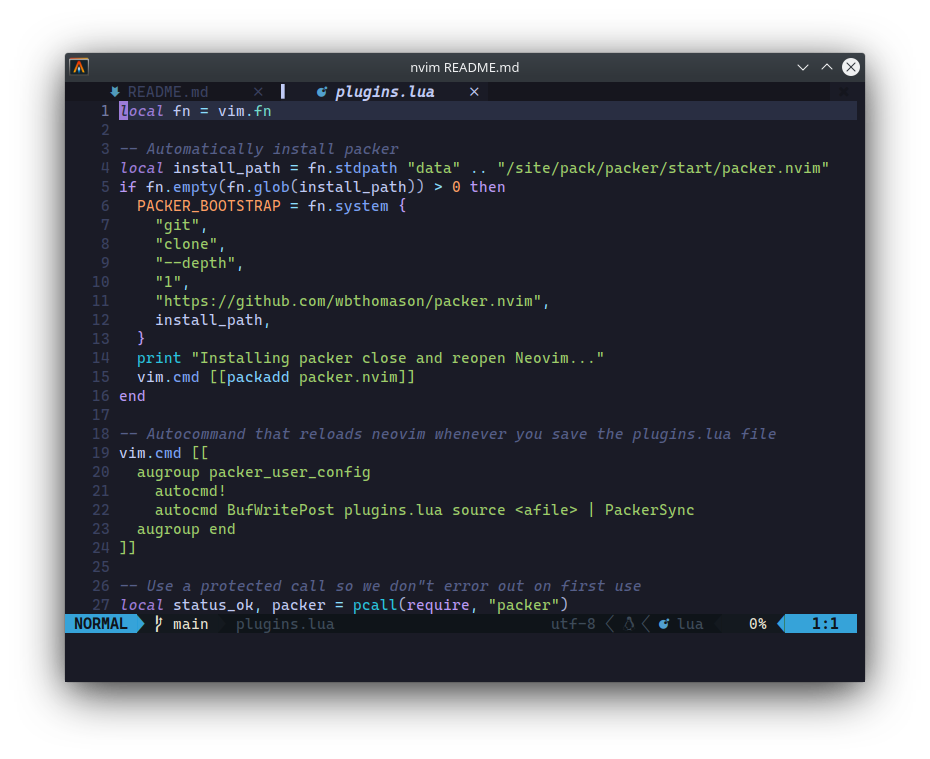 nvim README.md
README.md × plugins.lua ×
1 local fn = vim.fn
2
3 -- Automatically install packer
4 local install_path = fn.stdpath "data" .. "/site/pack/packer/start/packer.nvim"
5 if fn.empty(fn.glob(install_path)) > 0 then
6   PACKER_BOOTSTRAP = fn.system {
7     "git",
8     "clone",
9     "--depth",
10     "1",
11     "https://github.com/wbthomason/packer.nvim",
12     install_path,
13   }
14   print "Installing packer close and reopen Neovim..."
15   vim.cmd [[packadd packer.nvim]]
16 end
17
18 -- Autocommand that reloads neovim whenever you save the plugins.lua file
19 vim.cmd [[
20   augroup packer_user_config
21     autocmd!
22     autocmd BufWritePost plugins.lua source <afile> | PackerSync
23   augroup end
24 ]]
25
26 -- Use a protected call so we don"t error out on first use
27 local status_ok, packer = pcall(require, "packer")
NORMAL main plugins.lua utf-8 lua 0% 1:1